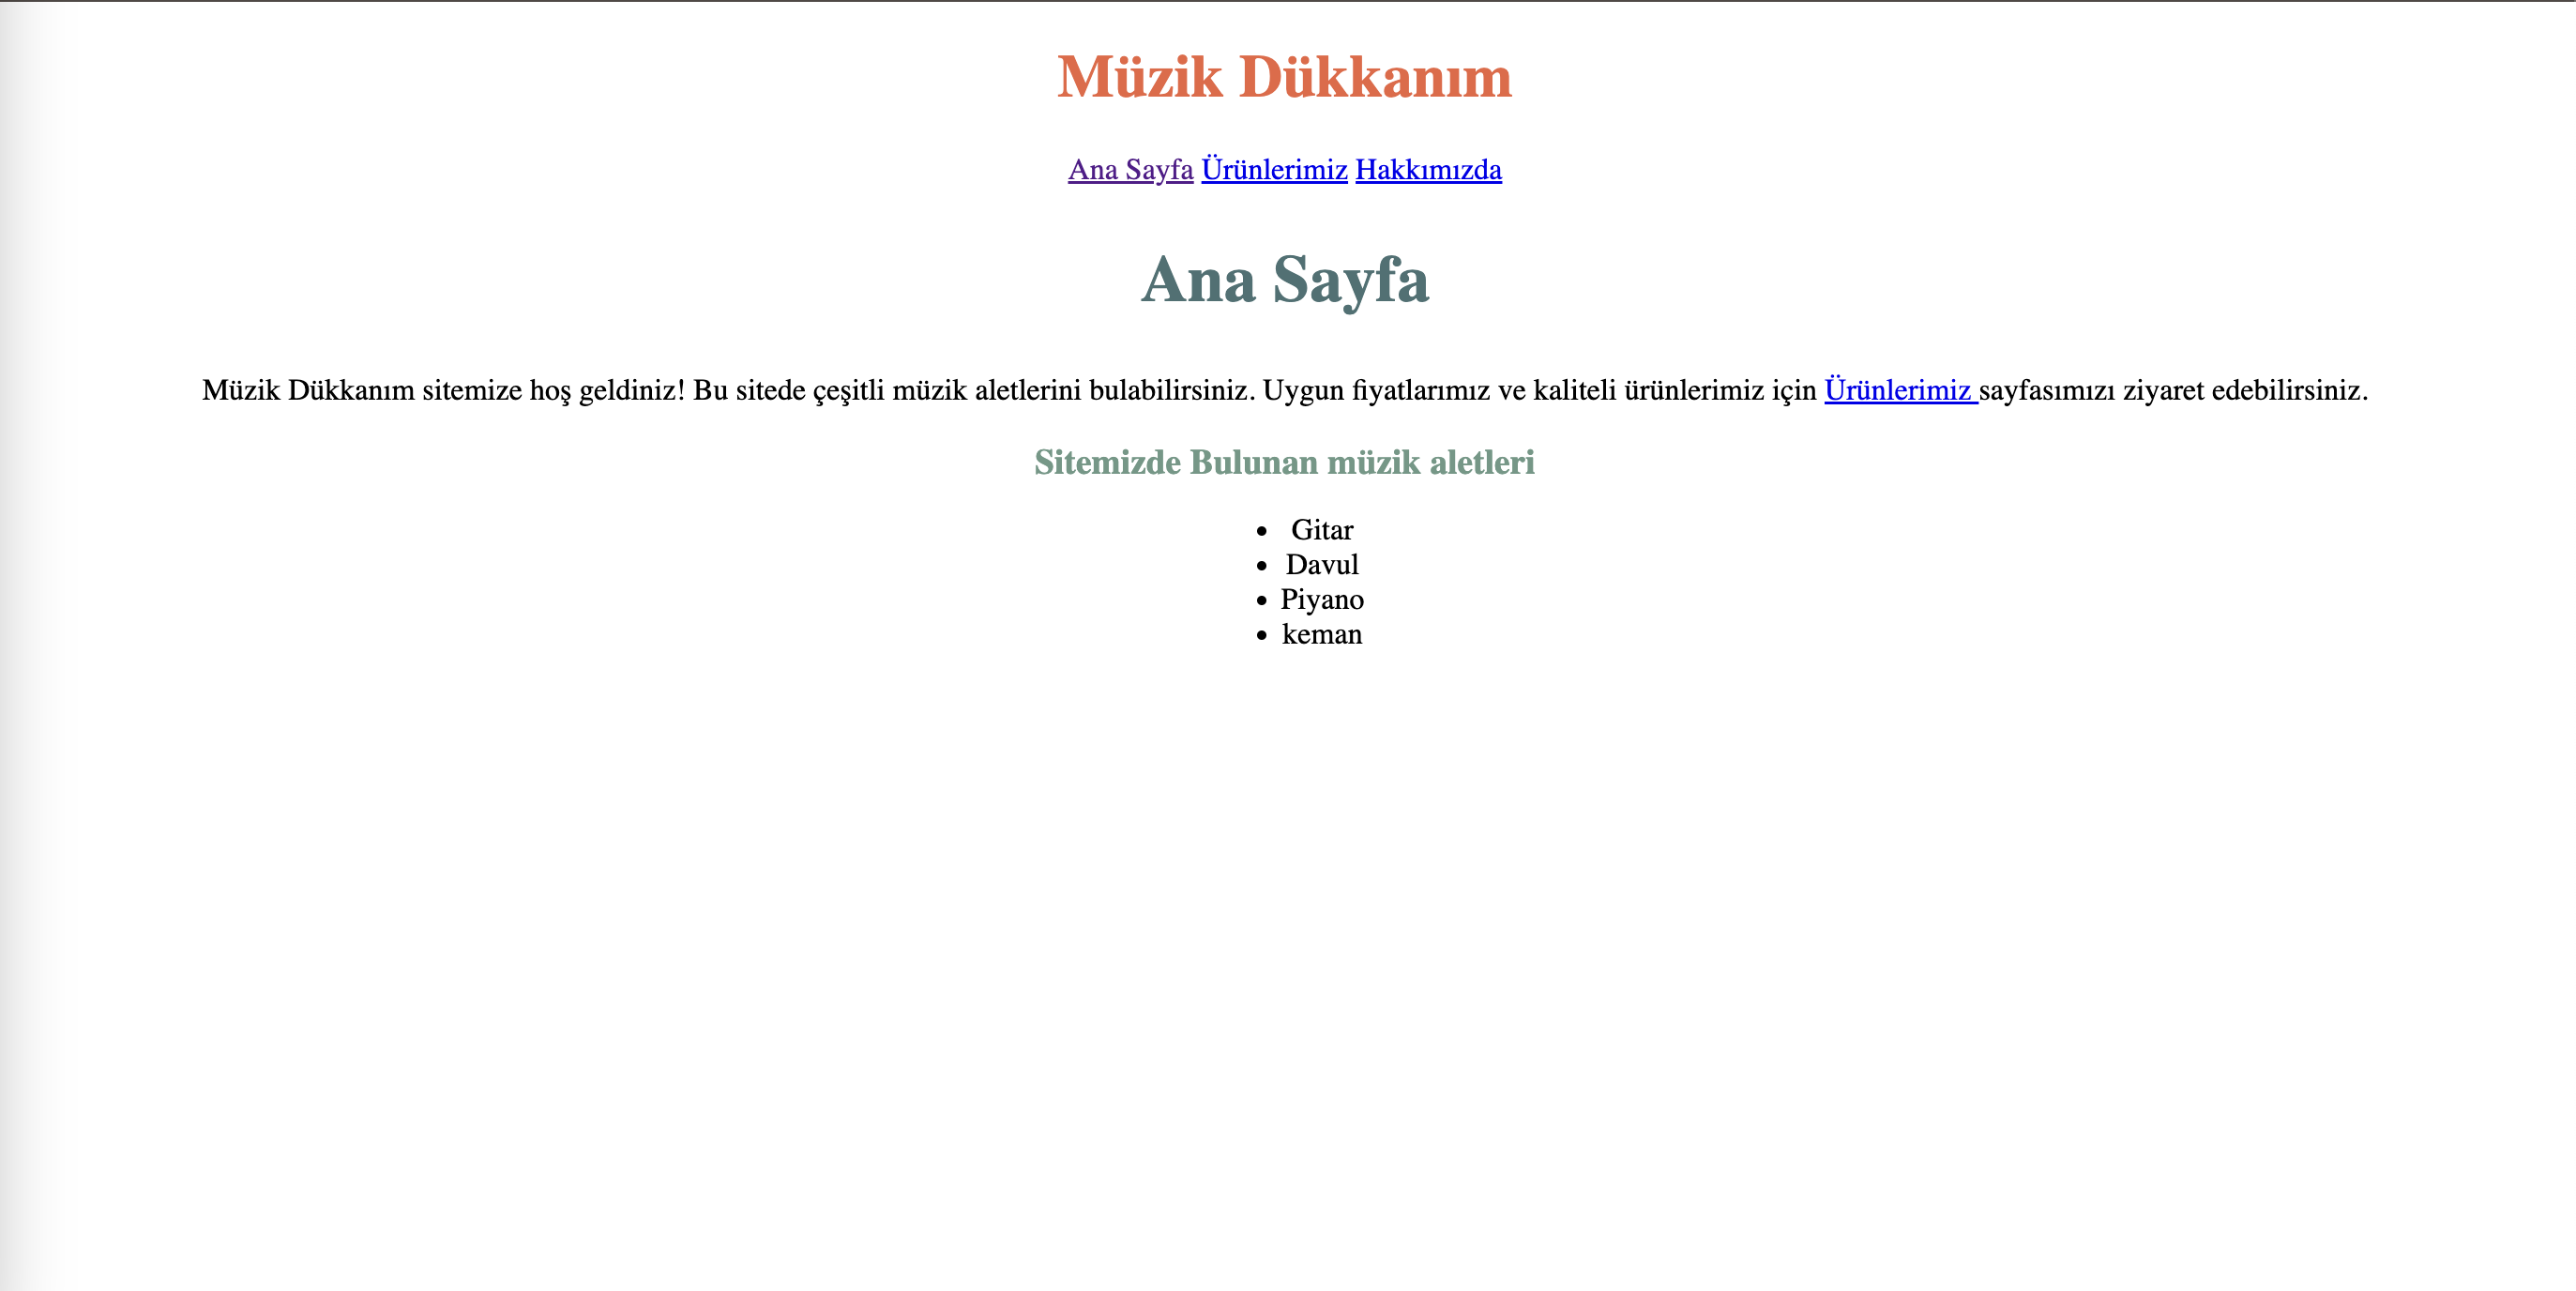 Müzik Dükkanım
Ana Sayfa Ürünlerimiz Hakkımızda
Ana Sayfa
Müzik Dükkanım sitemize hoş geldiniz! Bu sitede çeşitli müzik aletlerini bulabilirsiniz. Uygun fiyatlarımız ve kaliteli ürünlerimiz için Ürünlerimiz sayfasımızı ziyaret edebilirsiniz.
Sitemizde Bulunan müzik aletleri
• Gitar
• Davul
• Piyano
• keman